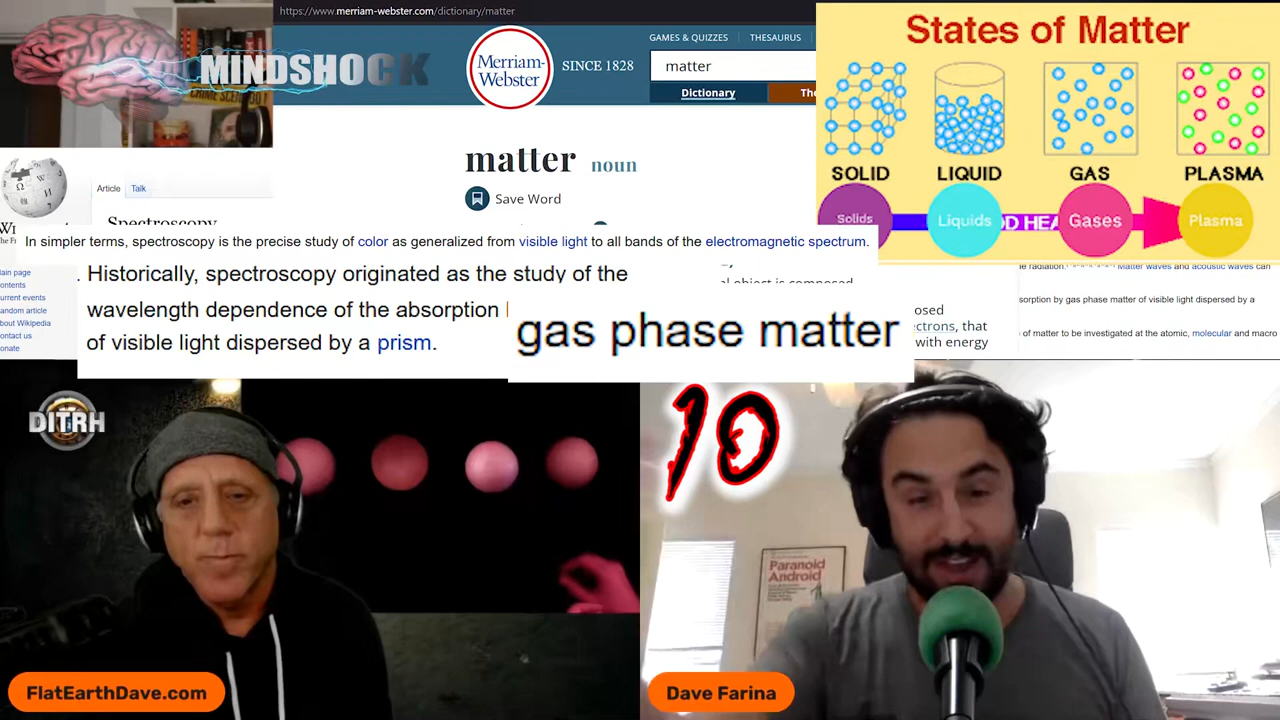 https://www.merriam-webster.com/dictionary/matter
MINDSHOCK
Merriam-
Webster
SINCE 1828
GAMES & QUIZZES
THESAURUS
matter
Dictionary
matter noun
Save Word
States of Matter
SOLID
LIQUID
GAS
PLASMA
Solids
Liquids
Gases
Plasma
Article
Talk
Spectroscopy
In simpler terms, spectroscopy is the precise study of color as generalized from visible light to all bands of the electromagnetic spectrum.
. Historically, spectroscopy originated as the study of the
wavelength dependence of the absorption
of visible light dispersed by a prism.
gas phase matter
with energy
Matter waves and acoustic waves can
gas phase matter of visible light dispersed by a
of matter to be investigated at the atomic, molecular and macro
DITRH
10
Paranoid
Android
FlatEarthDave.com
Dave Farina